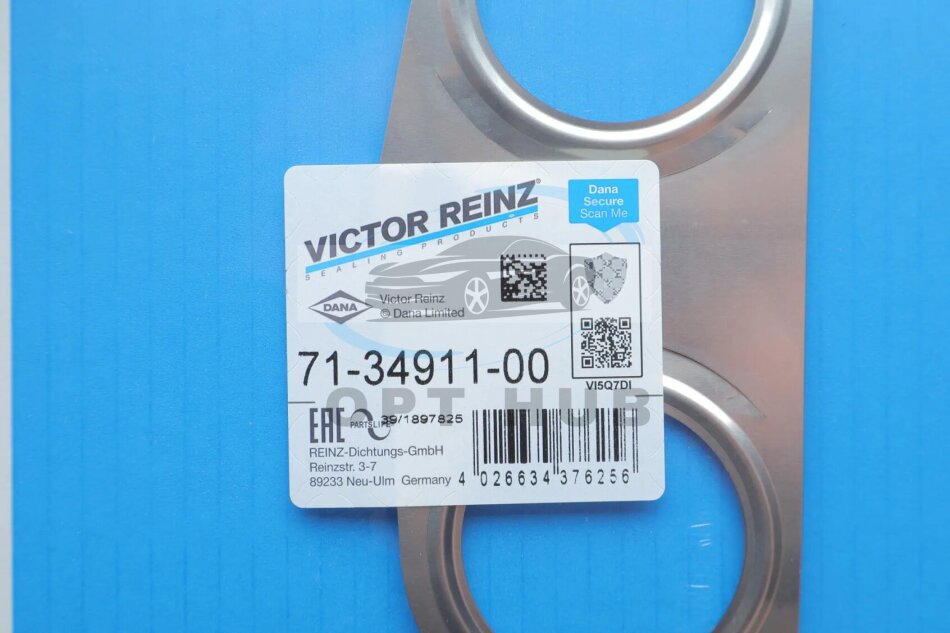 VICTOR REINZ®
SEALING PRODUCTS
Dana
Secure
Scan Me
DANA
Victor Reinz
© Dana Limited
71-34911-00
VI5Q7DI
OPT HUB
EAC
PARTSLIFE
39/1897825
REINZ-Dichtungs-GmbH
Reinzstr. 3-7
89233 Neu-Ulm Germany
4 026634 376256